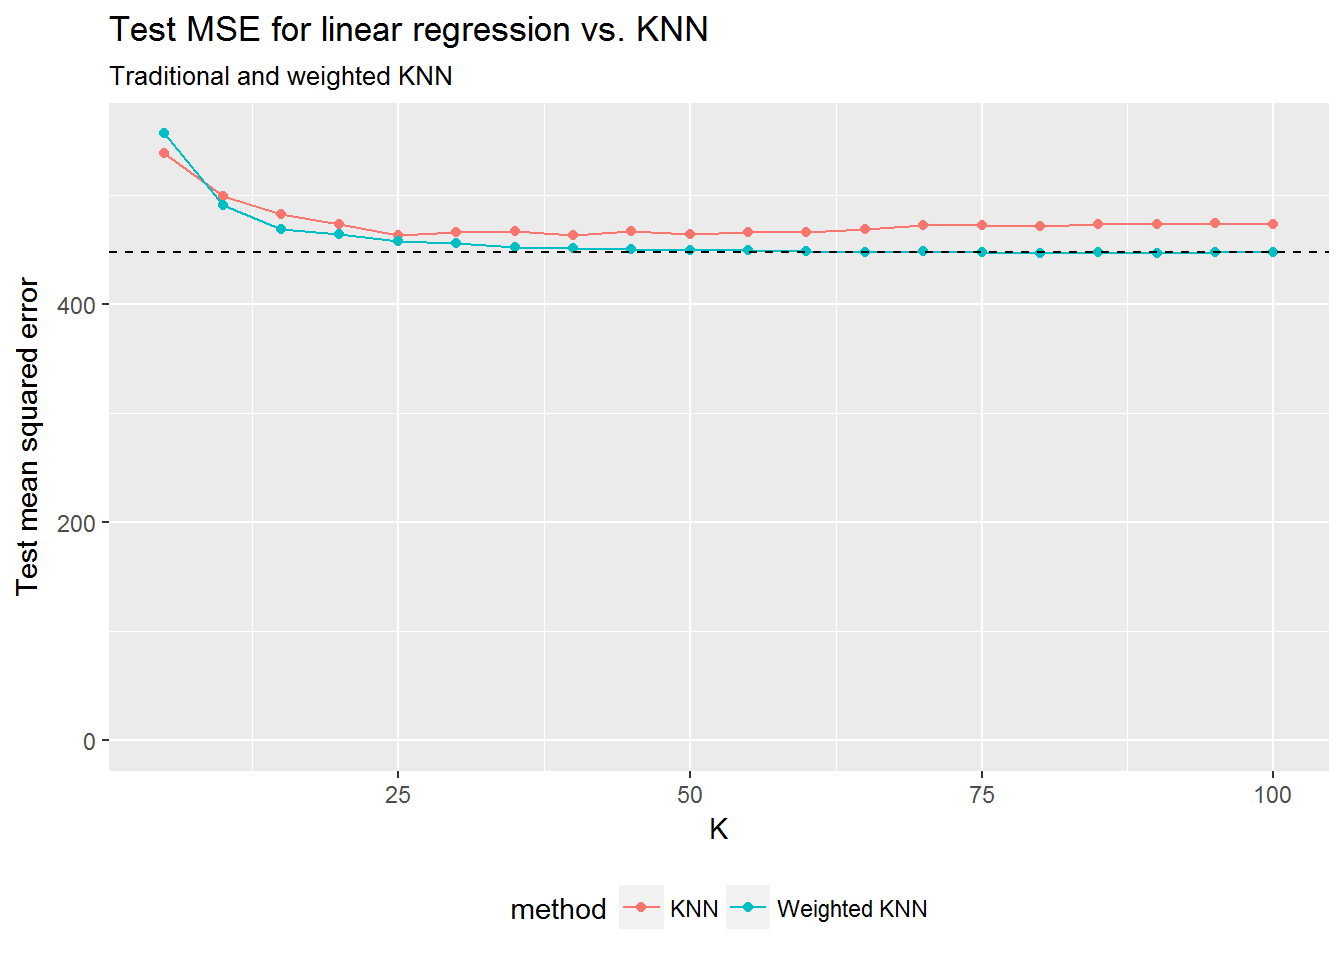 Test MSE for linear regression vs. KNN
Traditional and weighted KNN
Test mean squared error
400
200
0
25 50 75 100
K
method KNN Weighted KNN